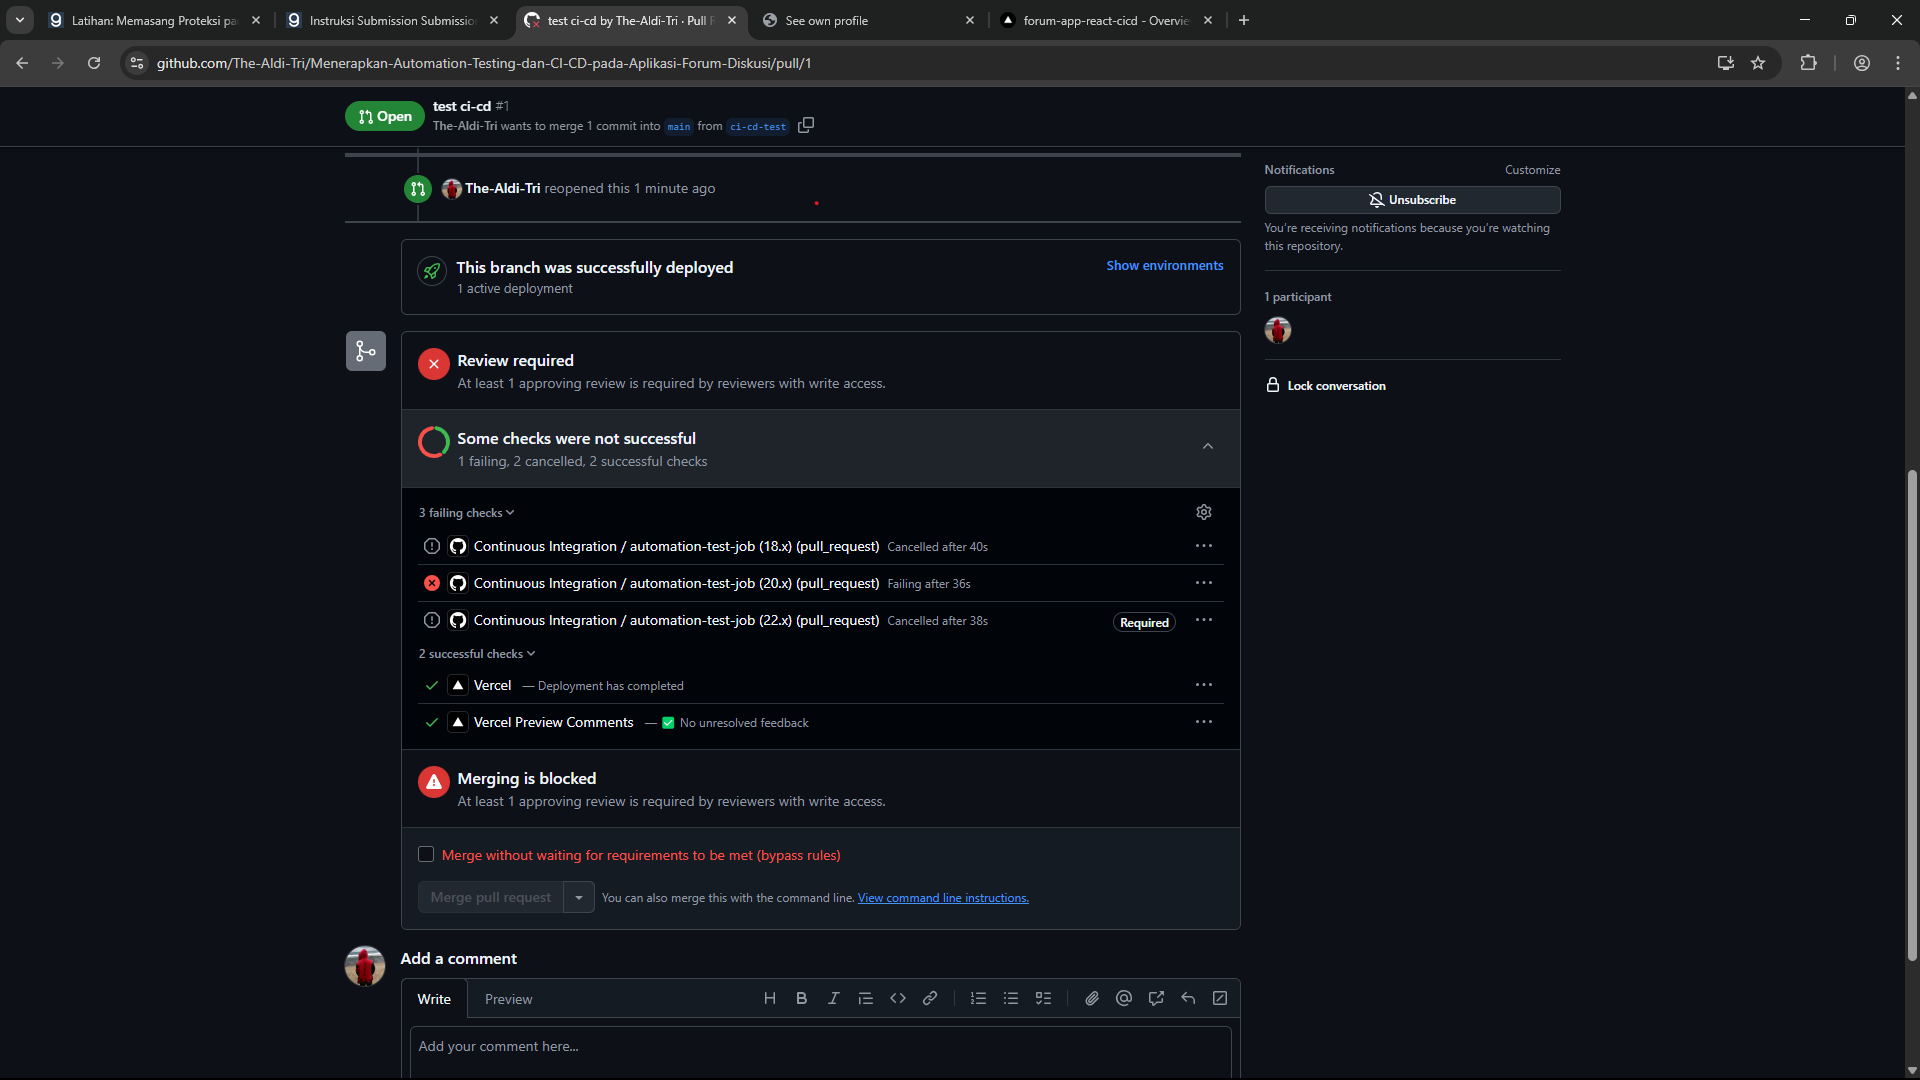 Latihan: Memasang Proteksi pa
Instruksi Submission Submissio
test ci-cd by The-Aldi-Tri · Pull R
See own profile
forum-app-react-cicd - Overvie
github.com/The-Aldi-Tri/Menerapkan-Automation-Testing-dan-CI-CD-pada-Aplikasi-Forum-Diskusi/pull/1
Open
test ci-cd #1
The-Aldi-Tri wants to merge 1 commit into main from ci-cd-test
The-Aldi-Tri reopened this 1 minute ago
This branch was successfully deployed
1 active deployment
Show environments
Review required
At least 1 approving review is required by reviewers with write access.
Some checks were not successful
1 failing, 2 cancelled, 2 successful checks
3 failing checks
Continuous Integration / automation-test-job (18.x) (pull_request) Cancelled after 40s
Continuous Integration / automation-test-job (20.x) (pull_request) Failing after 36s
Continuous Integration / automation-test-job (22.x) (pull_request) Cancelled after 38s Required
2 successful checks
Vercel — Deployment has completed
Vercel Preview Comments — ✅ No unresolved feedback
Merging is blocked
At least 1 approving review is required by reviewers with write access.
Merge without waiting for requirements to be met (bypass rules)
Merge pull request
You can also merge this with the command line. View command line instructions.
Add a comment
Write
Preview
Add your comment here...
Notifications
Customize
Unsubscribe
You're receiving notifications because you're watching
this repository.
1 participant
Lock conversation